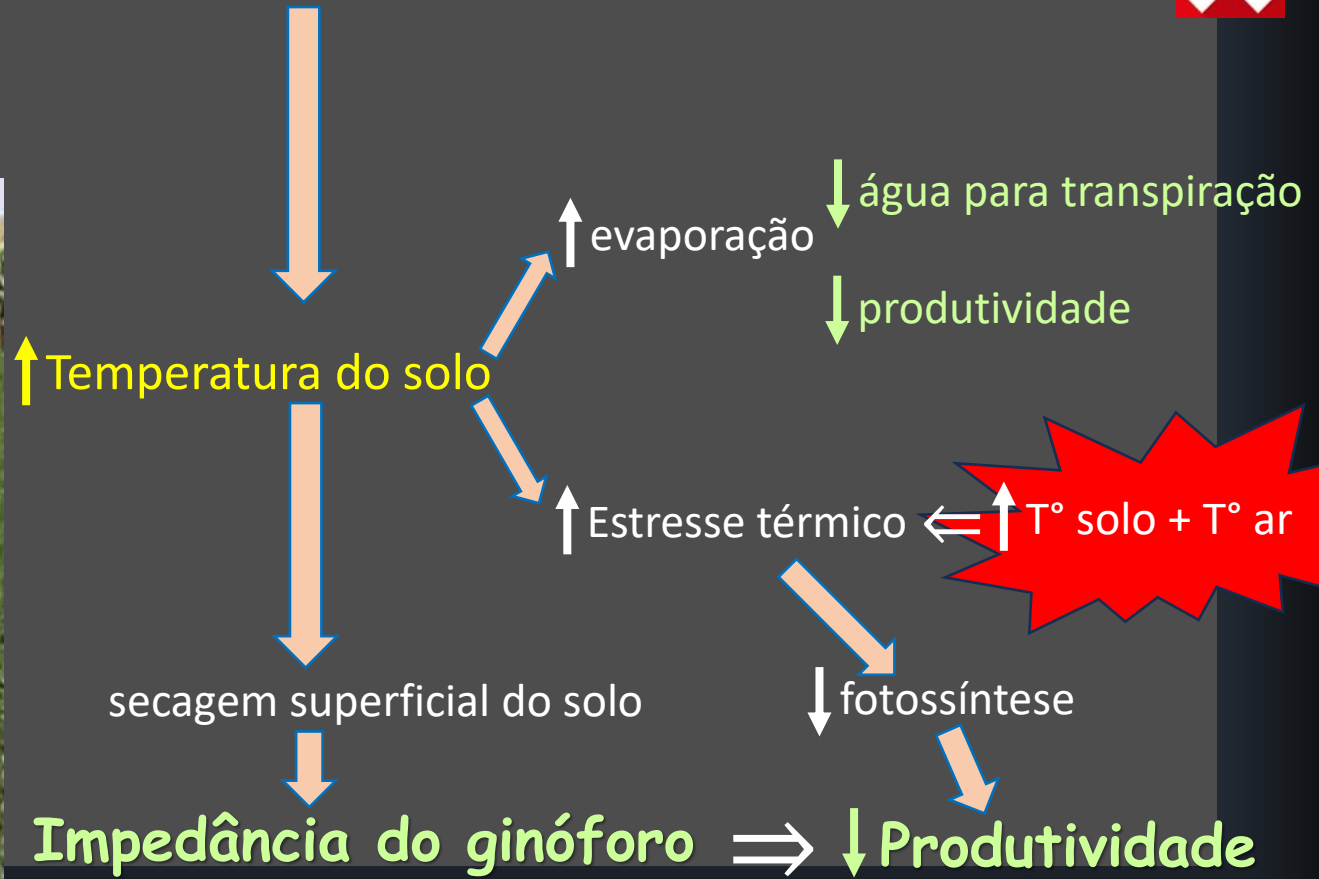 ↓ água para transpiração
↑ evaporação
↓ produtividade
↑ Temperatura do solo
↑ Estresse térmico ⇐ ↑ T° solo + T° ar
secagem superficial do solo
↓ fotossíntese
Impedância do ginóforo ⇒ ↓ Produtividade